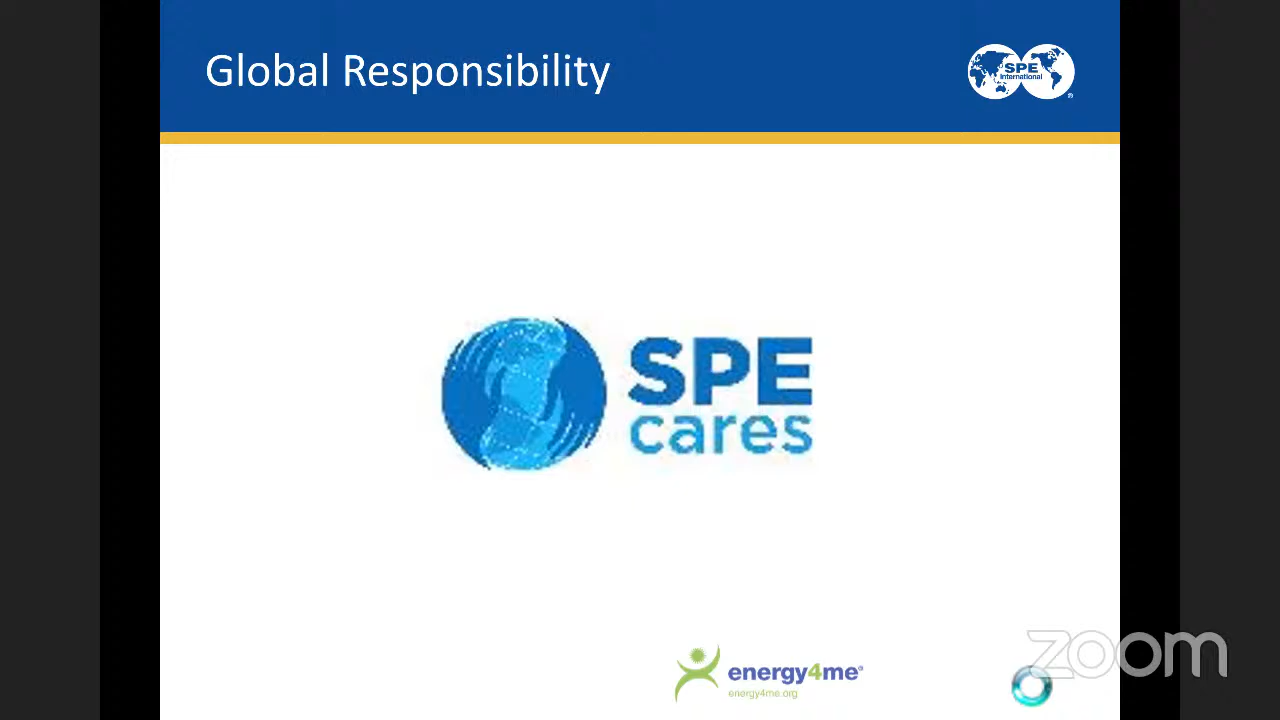 Global Responsibility
SPE
International
®
SPE
cares
energy4me®
energy4me.org
zoom